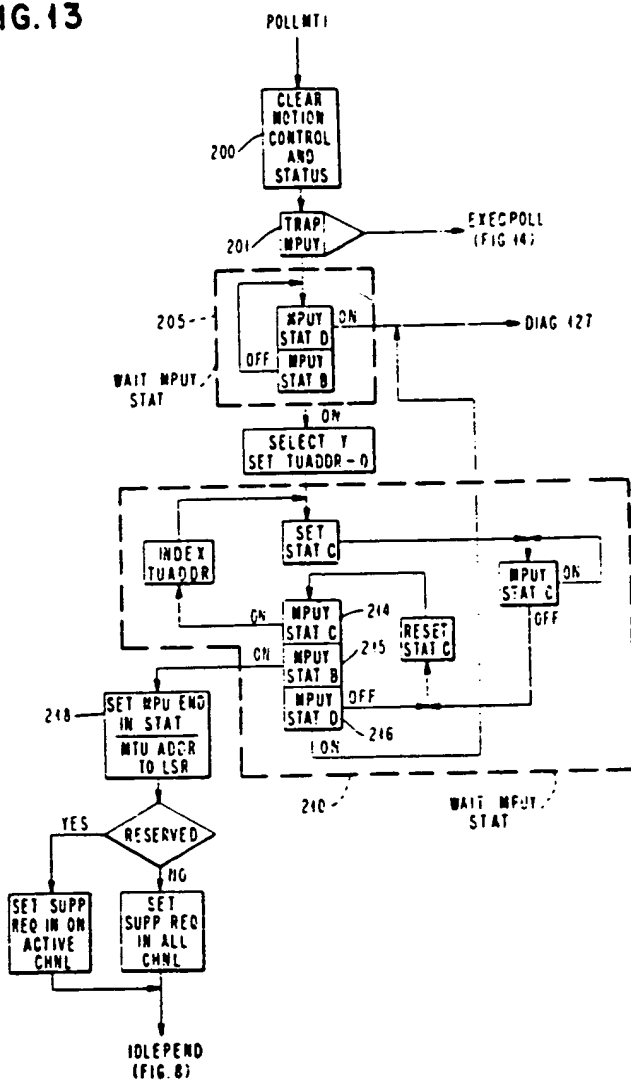 IG.13
POLLMTI
CLEAR
MOTION
CONTROL
AND
STATUS
200
TRAP
MPUY
201
EXECPOLL
(FIG 14)
205
MPUY
STAT D
ON
DIAG 127
OFF
MPUY
STAT B
WAIT MPUY
STAT
ON
SELECT Y
SET TUADDR-0
INDEX
TUADDR
SET
STAT C
MPUY
STAT C
ON
OFF
ON
MPUY
STAT C
214
RESET
STAT C
ON
MPUY
STAT B
215
MPUY
STAT D
OFF
216
ON
218
SET MPU END
IN STAT
MTU ADDR
TO LSR
210
WAIT MPUY
STAT
YES
RESERVED
NO
SET SUPP
REQ IN ON
ACTIVE
CHNL
SET
SUPP REQ
IN ALL
CHNL
IDLEPEND
(FIG.8)